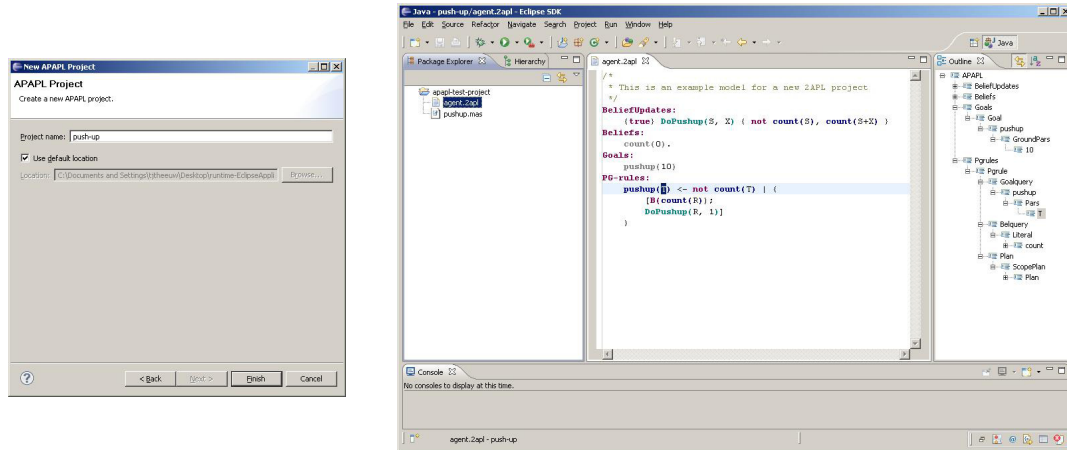 New APAPL Project
APAPL Project
Create a new APAPL project.
Project name: push-up
Use default location
Location: C:\Documents and Settings\tjtheeuw\Desktop\runtime-EclipseAppli Browse...
< Back Next > Finish Cancel
Java - push-up/agent.2apl - Eclipse SDK
File Edit Source Refactor Navigate Search Project Run Window Help
Java
Package Explorer Hierarchy
apapl-test-project
agent.2apl
pushup.mas
agent.2apl
/*
* This is an example model for a new 2APL project
*/
BeliefUpdates:
{true} DoPushup(S, X) { not count(S), count(S+X) }
Beliefs:
count(0).
Goals:
pushup(10)
PG-rules:
pushup(T) <- not count(T) | {
[B(count(R));
DoPushup(R, 1)]
}
Outline
APAPL
BeliefUpdates
Beliefs
Goals
Goal
pushup
GroundPars
10
Pgrules
Pgrule
Goalquery
pushup
Pars
T
Belquery
Literal
count
Plan
ScopePlan
Plan
Console
No consoles to display at this time.
agent.2apl - push-up